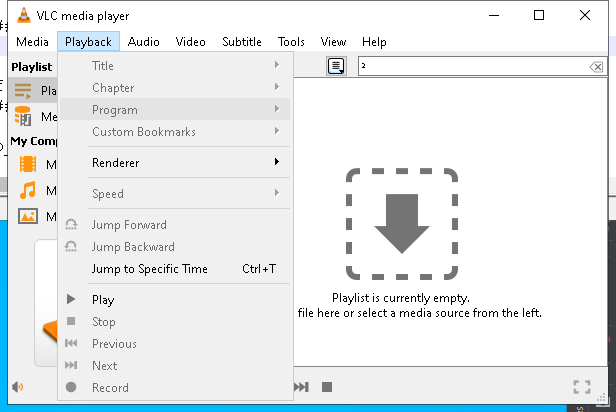 VLC media player
Media Playback Audio Video Subtitle Tools View Help
Playlist
²
Title
Chapter
Program
Custom Bookmarks
Renderer
Speed
Jump Forward
Jump Backward
Jump to Specific Time Ctrl+T
Play
Stop
Previous
Next
Record
Pla
Me
My Comp
M
M
M
Playlist is currently empty.
file here or select a media source from the left.